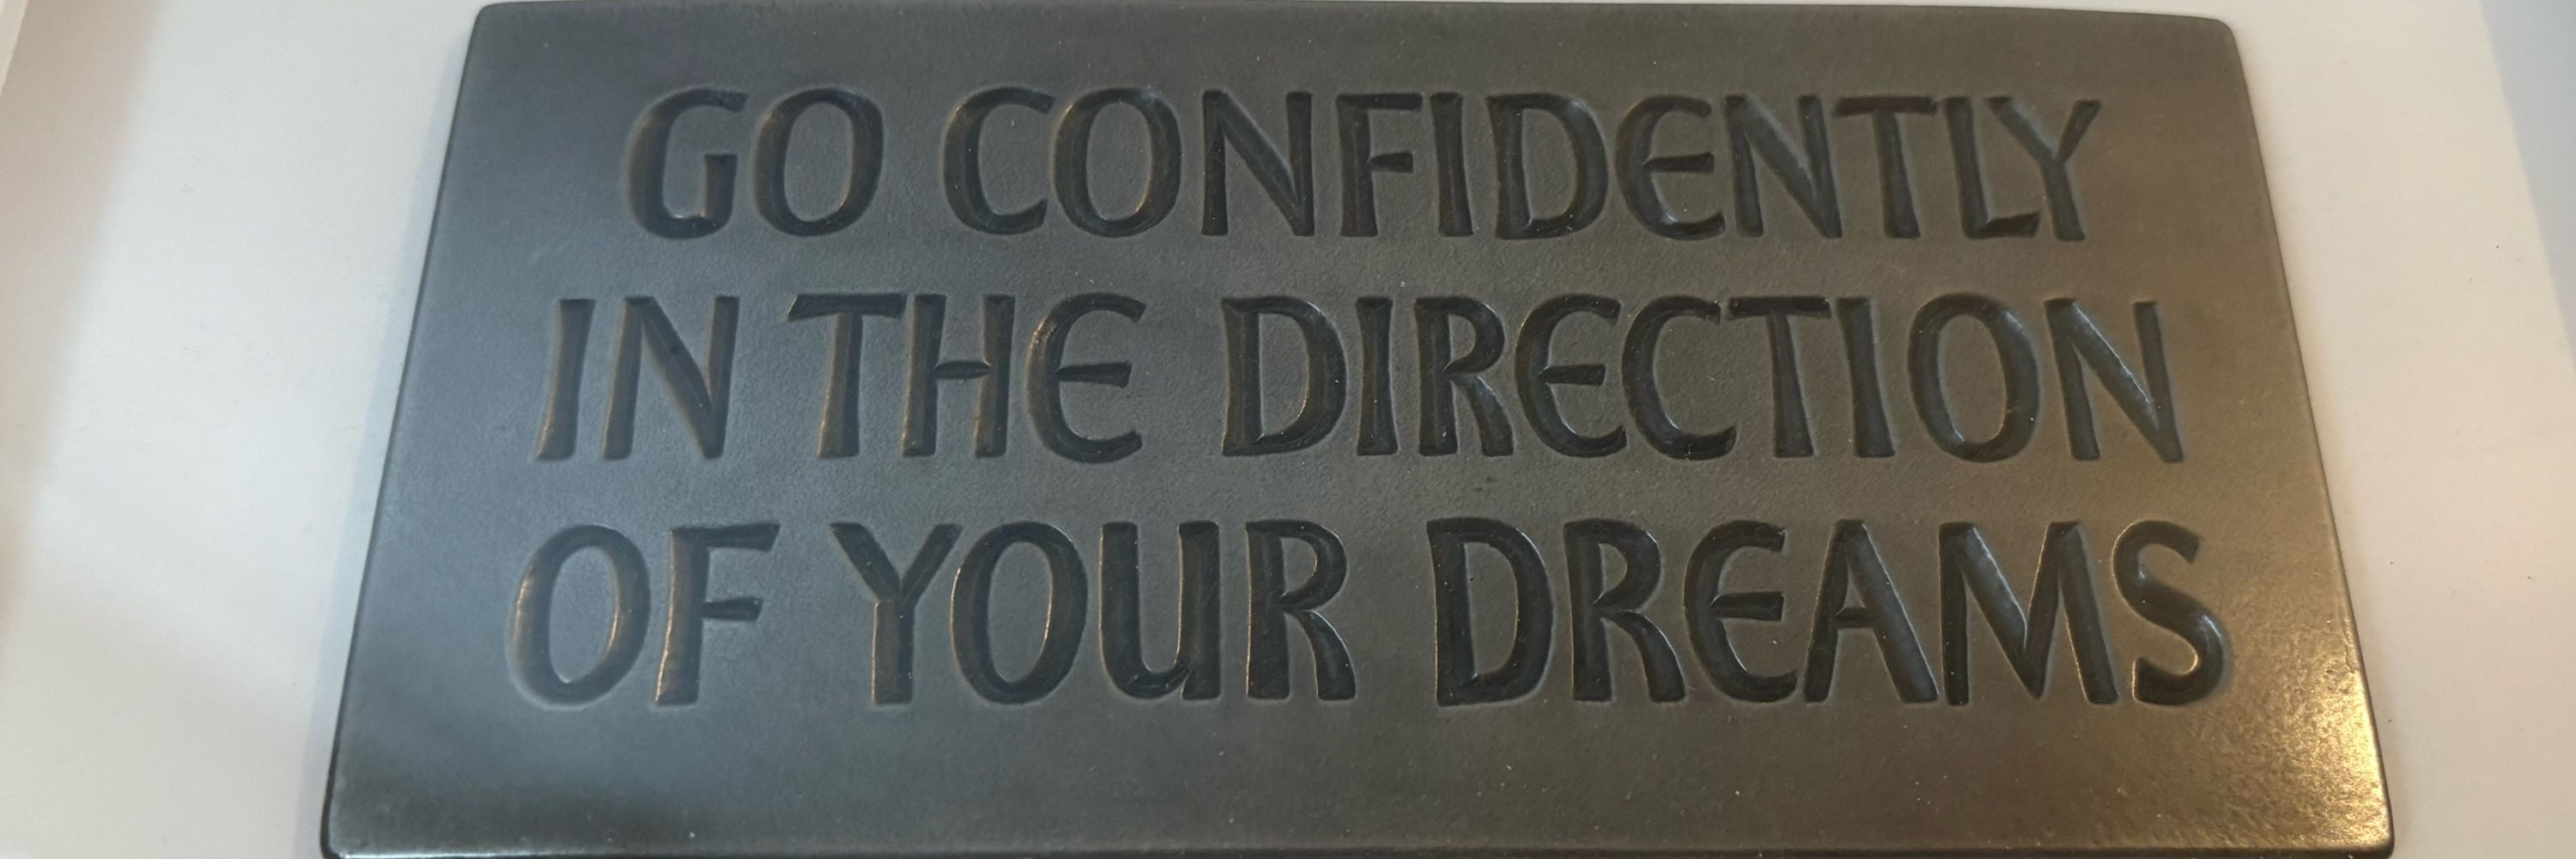 GO CONFIDENTLY
IN THE DIRECTION
OF YOUR DREAMS